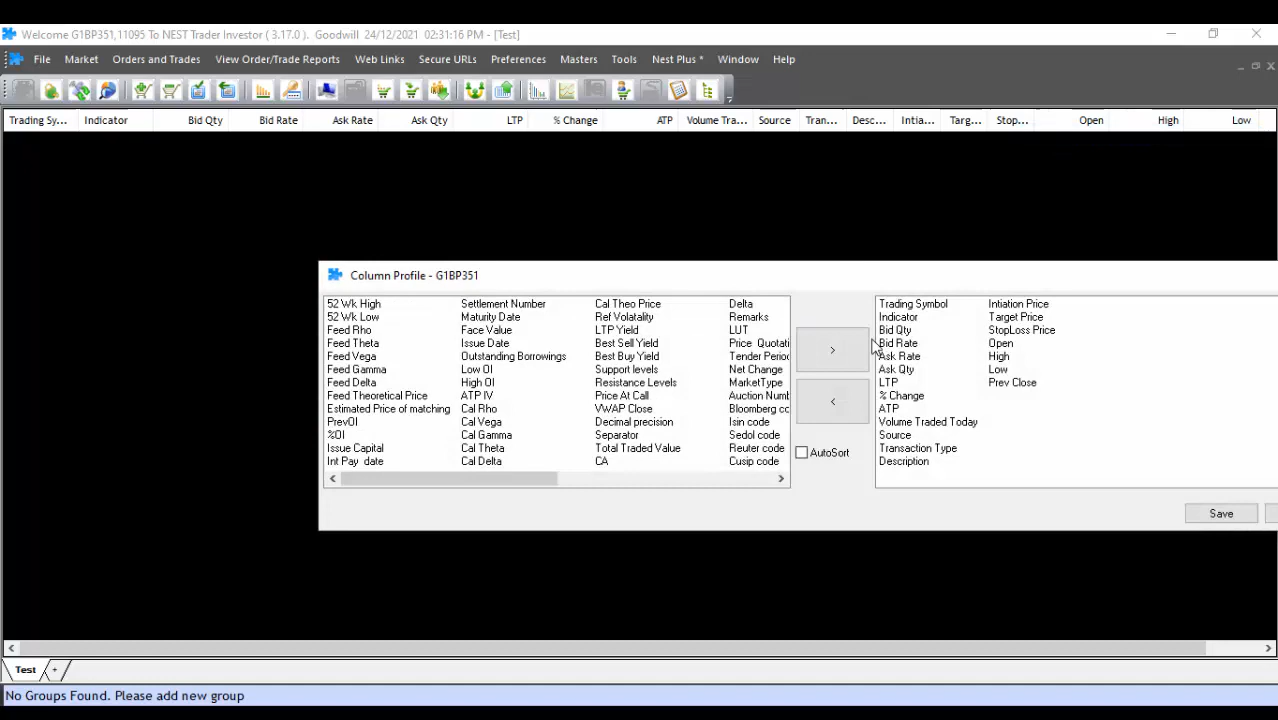 Welcome G1BP351,11095 To NEST Trader Investor ( 3.17.0 ).  Goodwill  24/12/2021  02:31:16 PM - [Test]
File Market Orders and Trades View Order/Trade Reports Web Links Secure URLs Preferences Masters Tools Nest Plus * Window Help
Trading Sy... Indicator Bid Qty Bid Rate Ask Rate Ask Qty LTP % Change ATP Volume Tra... Source Tran... Desc... Intia... Targ... Stop... Open High Low
Column Profile - G1BP351
52 Wk High Settlement Number Cal Theo Price Delta Trading Symbol Intiation Price
52 Wk Low Maturity Date Ref Volatality Remarks Indicator Target Price
Feed Rho Face Value LTP Yield LUT Bid Qty StopLoss Price
Feed Theta Issue Date Best Sell Yield Price Quotati > Bid Rate Open
Feed Vega Outstanding Borrowings Best Buy Yield Tender Period Ask Rate High
Feed Gamma Low OI Support levels Net Change Ask Qty Low
Feed Delta High OI Resistance Levels MarketType LTP Prev Close
Feed Theoretical Price ATP IV Price At Call Auction Numb < % Change
Estimated Price of matching Cal Rho VWAP Close Bloomberg co ATP
PrevOI Cal Vega Decimal precision Isin code Volume Traded Today
%OI Cal Gamma Separator Sedol code Source
Issue Capital Cal Theta Total Traded Value Reuter code AutoSort Transaction Type
Int Pay date Cal Delta CA Cusip code Description
Save
Test +
No Groups Found. Please add new group